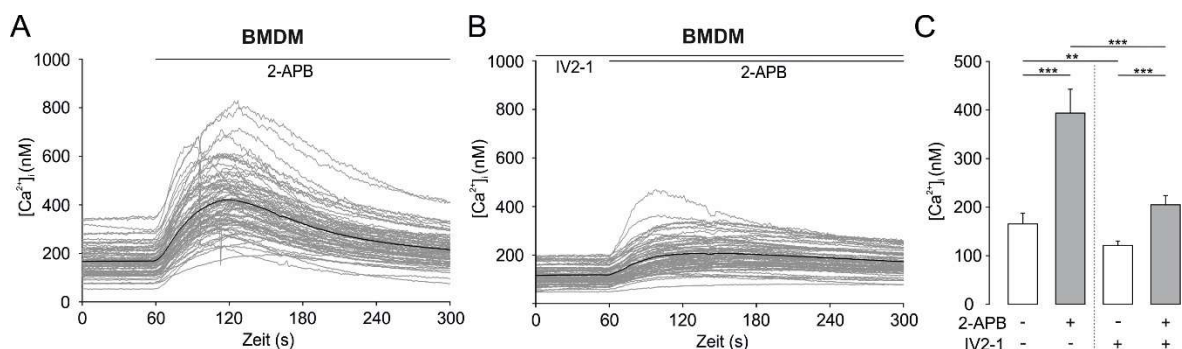 A
BMDM
2-APB
1000
800
600
400
200
0
[Ca²⁺]ᵢ (nM)
0 60 120 180 240 300
Zeit (s)
B
BMDM
IV2-1
2-APB
1000
800
600
400
200
0
[Ca²⁺]ᵢ (nM)
0 60 120 180 240 300
Zeit (s)
C
***
**
*** ***
500
400
300
200
100
0
[Ca²⁺]ᵢ (nM)
2-APB - + - +
IV2-1 - - + +